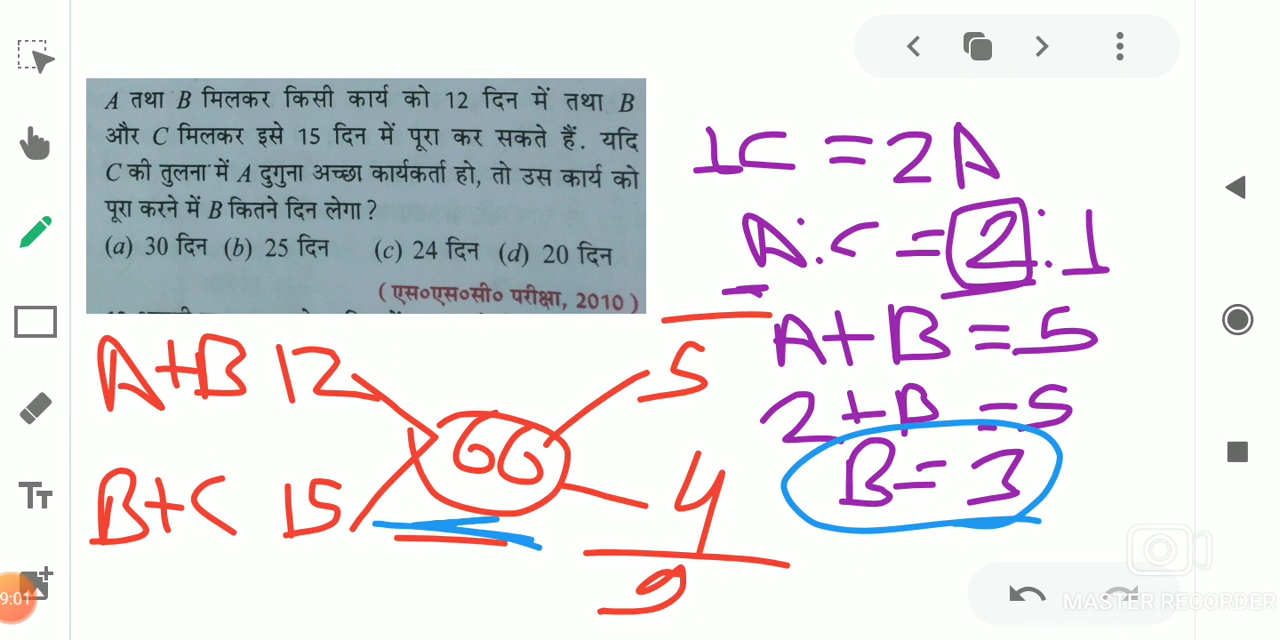 A तथा B मिलकर किसी कार्य को 12 दिन में तथा B
और C मिलकर इसे 15 दिन में पूरा कर सकते हैं. यदि
C की तुलना में A दुगुना अच्छा कार्यकर्ता हो, तो उस कार्य को
पूरा करने में B कितने दिन लेगा ?
(a) 30 दिन (b) 25 दिन (c) 24 दिन (d) 20 दिन
( एस०एस०सी० परीक्षा, 2010 )
1C = 2A
A:C = 2:1
A+B = 5
2+B = 5
B = 3
A+B 12
5
60
B+C 15
4
9
Tт
9:01
MASTER RECORDER